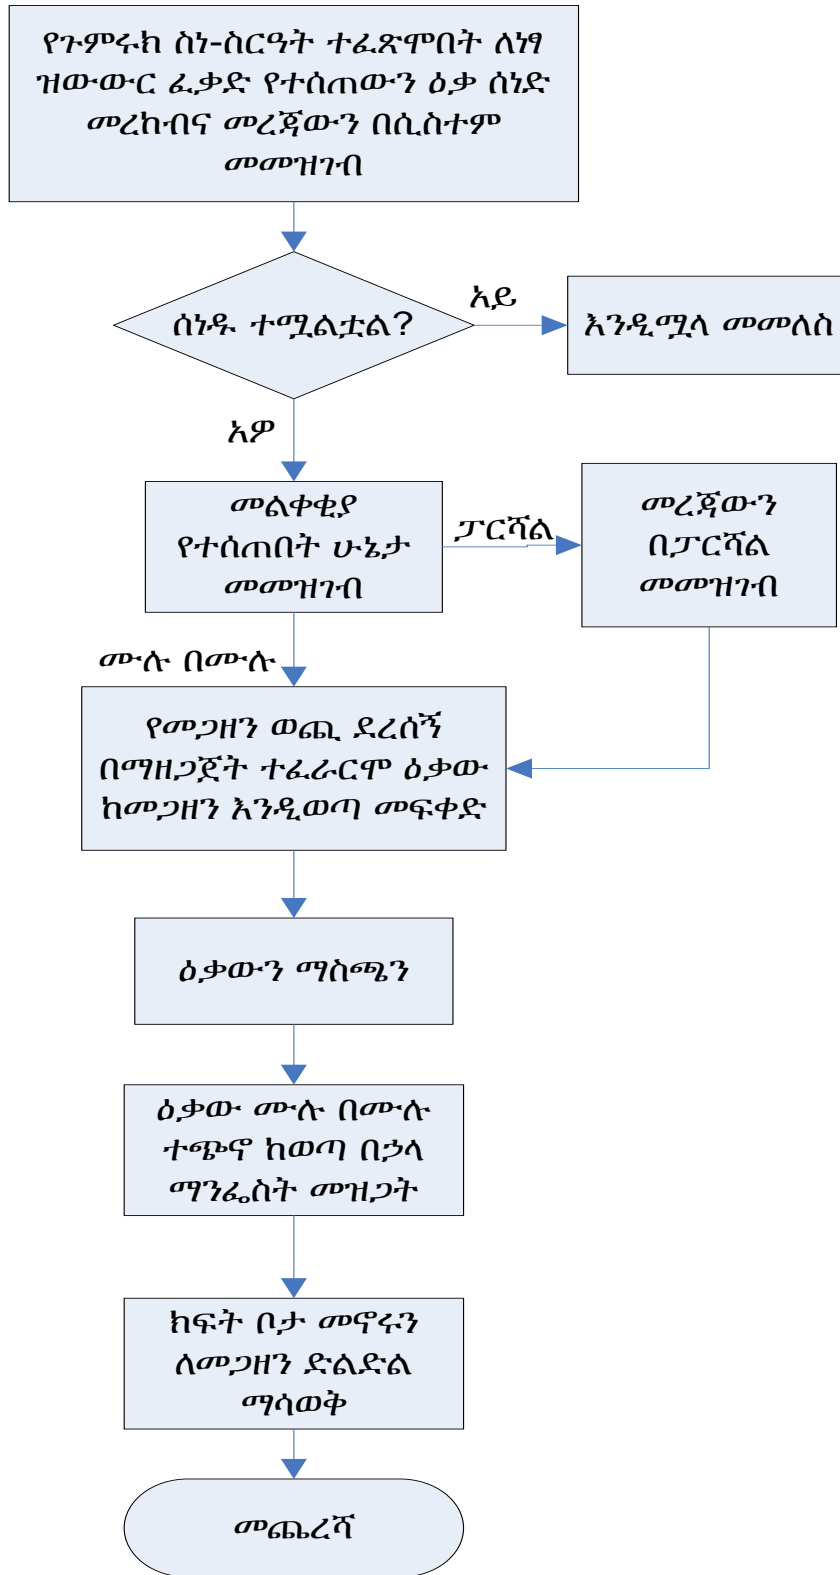 የጉምሩክ ስነ-ስርዓት ተፈጽሞበት ለነፃ
ዝውውር ፈቃድ የተሰጠውን ዕቃ ሰነድ
መረከብና መረጃውን በሲስተም
መመዝገብ
ሰነዱ ተሟልቷል?
አይ
እንዲሟላ መመለስ
አዎ
መልቀቂያ
የተሰጠበት ሁኔታ
መመዝገብ
ፓርሻል
መረጃውን
በፓርሻል
መመዝገብ
ሙሉ በሙሉ
የመጋዘን ወጪ ደረሰኝ
በማዘጋጀት ተፈራርሞ ዕቃው
ከመጋዘን እንዲወጣ መፍቀድ
ዕቃውን ማስጫን
ዕቃው ሙሉ በሙሉ
ተጭኖ ከወጣ በኃላ
ማንፌስት መዝጋት
ክፍት ቦታ መኖሩን
ለመጋዘን ድልድል
ማሳወቅ
መጨረሻ